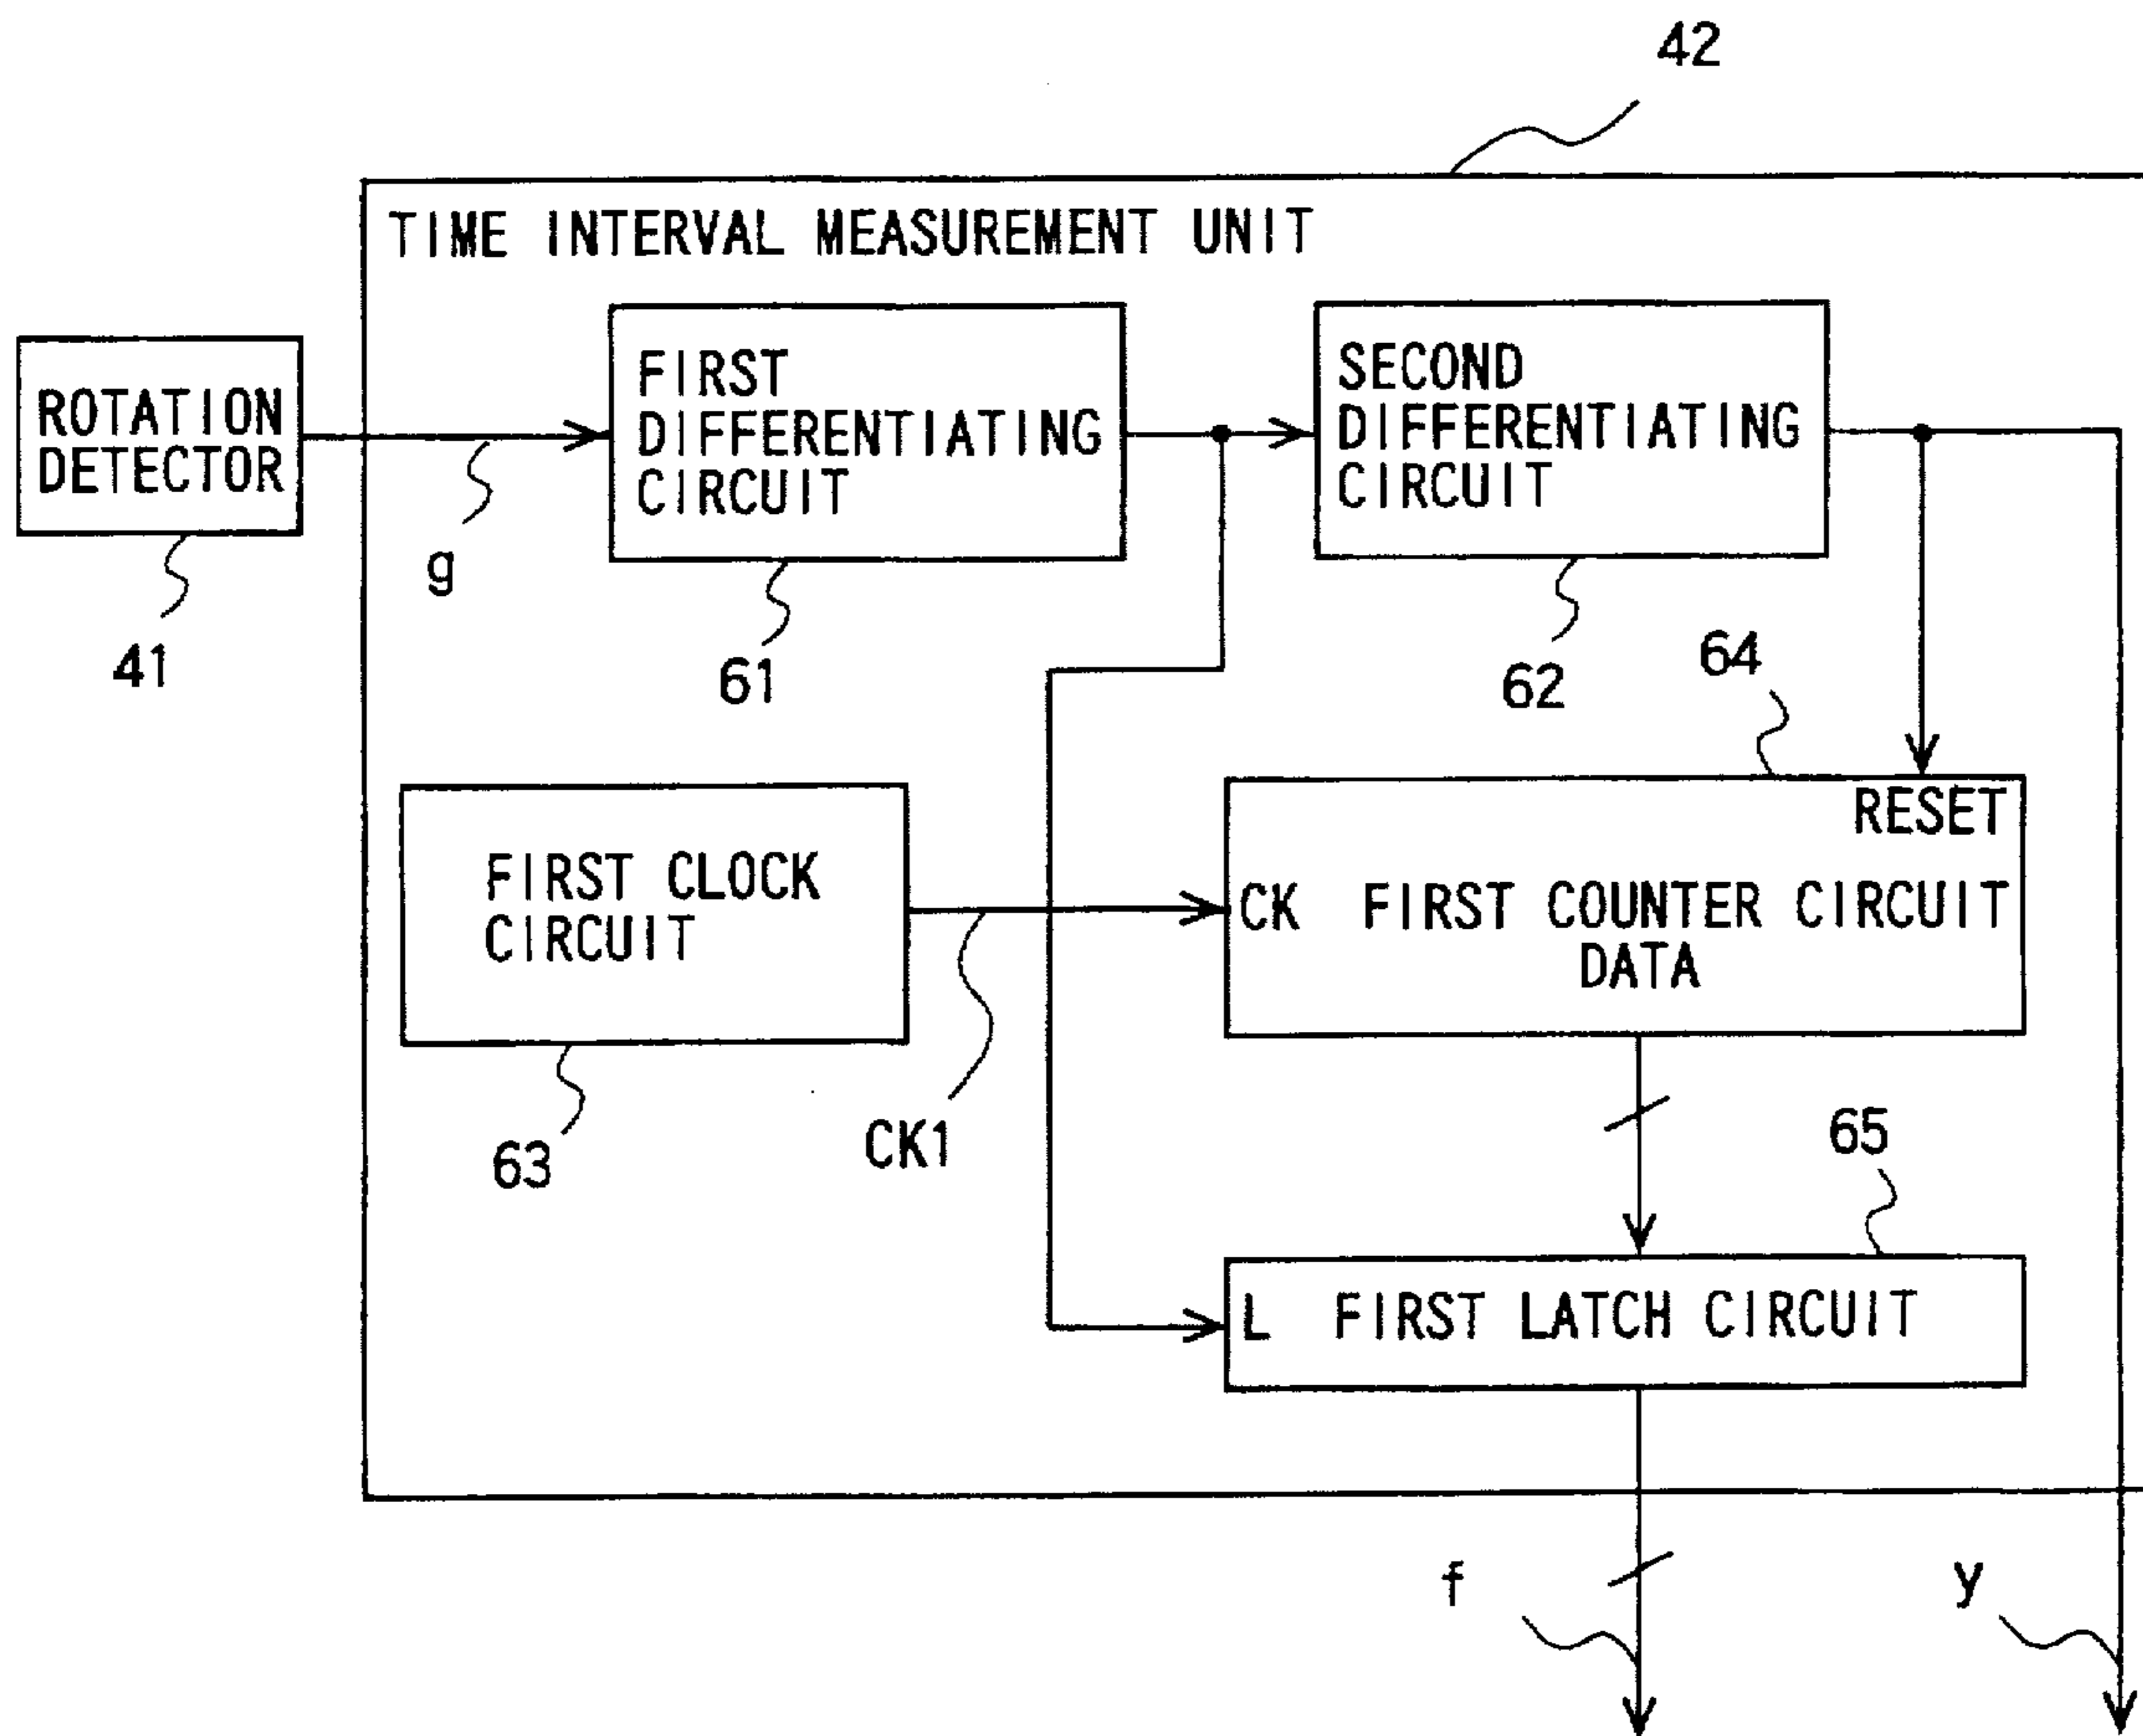 42
TIME INTERVAL MEASUREMENT UNIT
ROTATION
DETECTOR
41
g
FIRST
DIFFERENTIATING
CIRCUIT
61
SECOND
DIFFERENTIATING
CIRCUIT
62
64
FIRST CLOCK
CIRCUIT
63
CK1
RESET
CK FIRST COUNTER CIRCUIT
DATA
65
L FIRST LATCH CIRCUIT
f
y